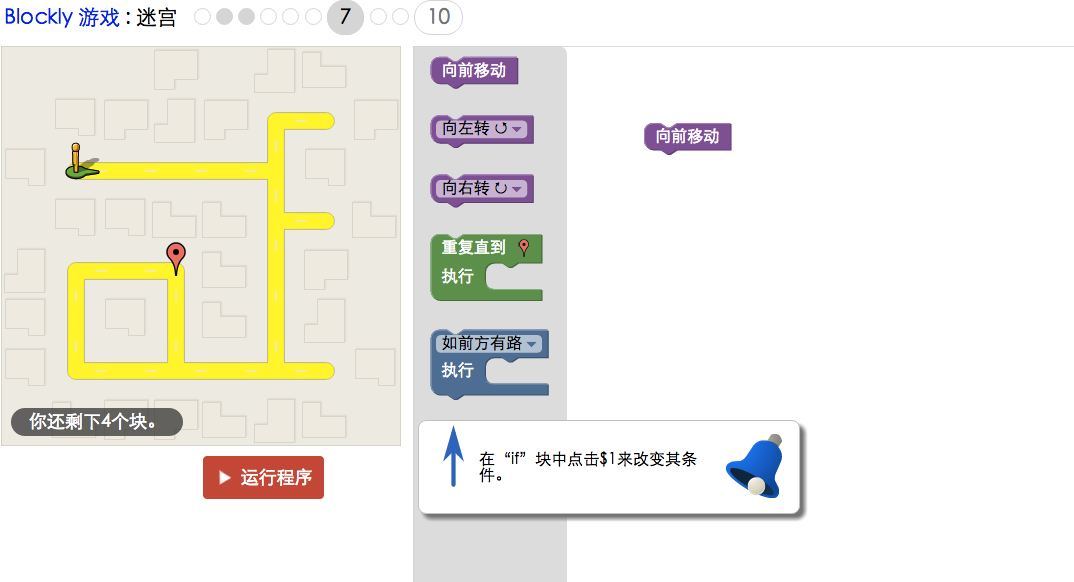 Blockly 游戏 : 迷宫
7
10
向前移动
向左转 ↺
向右转 ↻
重复直到
执行
如前方有路
执行
向前移动
你还剩下4个块。
运行程序
在“if”块中点击$1来改变其条
件。